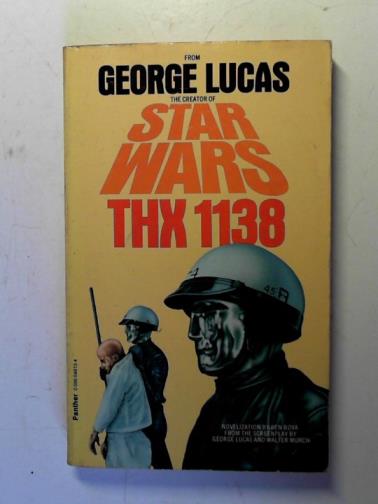 FROM
GEORGE LUCAS
THE CREATOR OF
STAR
WARS
THX 1138
NOVELIZATION BY BEN BOVA
FROM THE SCREENPLAY BY
GEORGE LUCAS AND WALTER MURCH
Panther